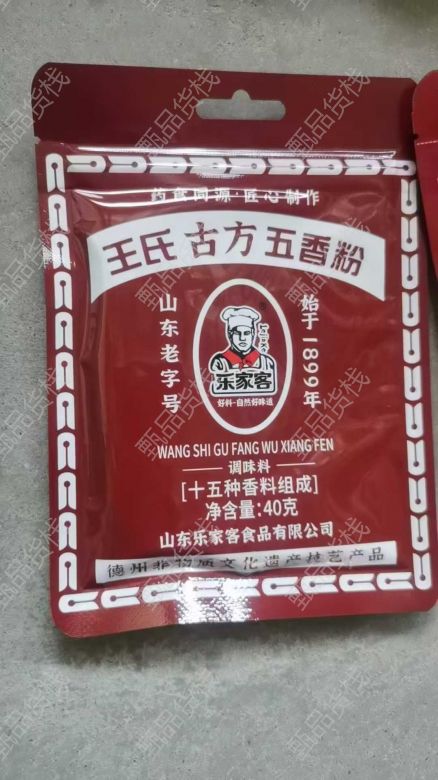 药食同源·匠心制作
王氏古方五香粉
山东老字号
始于1899年
乐家客
好料·自然好味道
WANG SHI GU FANG WU XIANG FEN
调味料
[十五种香料组成]
净含量:40克
山东乐家客食品有限公司
德州非物质文化遗产技艺产品
甄品货栈